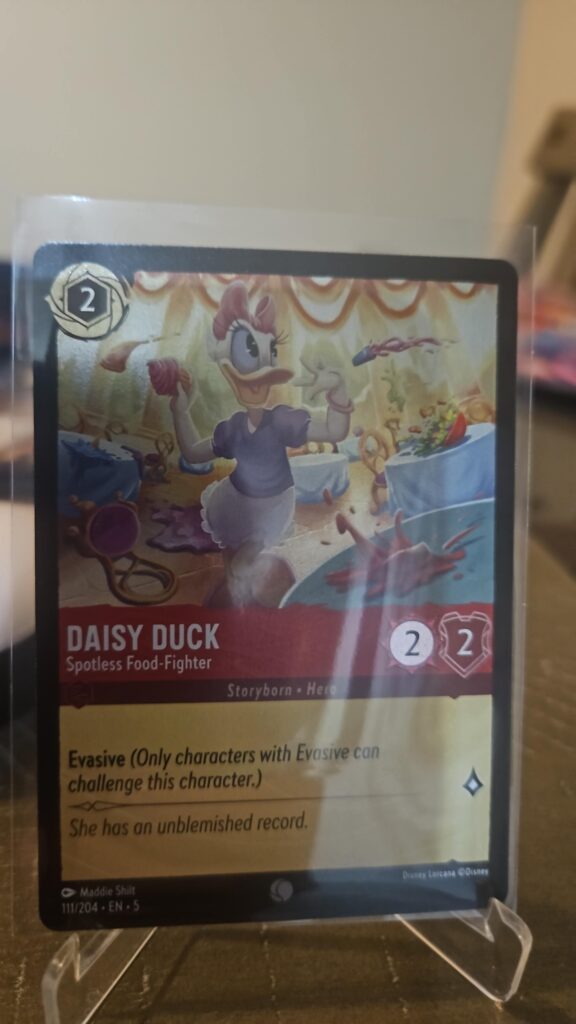 2
DAISY DUCK
Spotless Food-Fighter
2 2
Storyborn • Hero
Evasive (Only characters with Evasive can
challenge this character.)
She has an unblemished record.
Disney Lorcana ©Disney
Maddie Shilt
111/204 • EN • 5